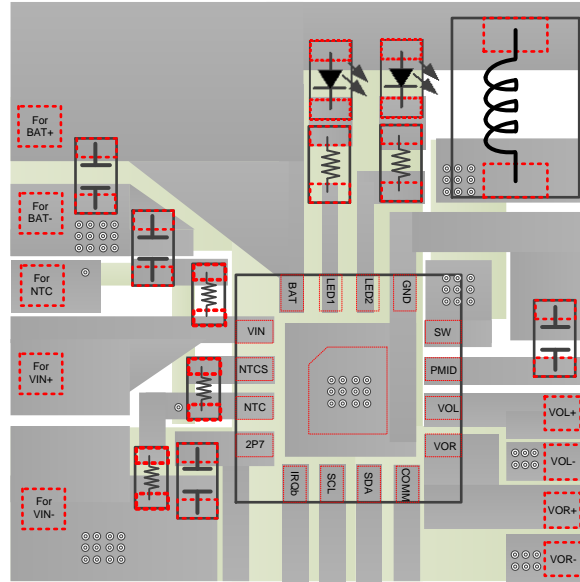 For
BAT+
For
BAT-
For
NTC
For
VIN+
For
VIN-
BAT
LED1
LED2
GND
VIN
NTCS
NTC
2P7
SW
PMID
VOL
VOR
IRQb
SCL
SDA
COMM
VOL+
VOL-
VOR+
VOR-